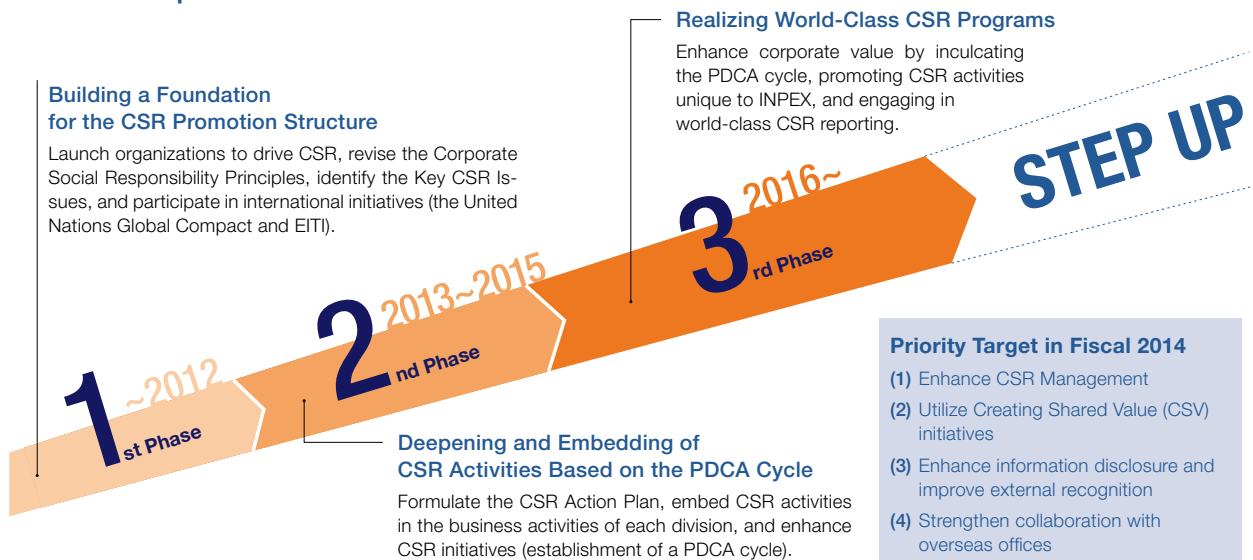 Building a Foundation
for the CSR Promotion Structure
Launch organizations to drive CSR, revise the Corporate
Social Responsibility Principles, identify the Key CSR Is-
sues, and participate in international initiatives (the United
Nations Global Compact and EITI).
Realizing World-Class CSR Programs
Enhance corporate value by inculcating
the PDCA cycle, promoting CSR activities
unique to INPEX, and engaging in
world-class CSR reporting.
STEP UP
1st Phase
~2012
2nd Phase
2013~2015
3rd Phase
2016~
Deepening and Embedding of
CSR Activities Based on the PDCA Cycle
Formulate the CSR Action Plan, embed CSR activities
in the business activities of each division, and enhance
CSR initiatives (establishment of a PDCA cycle).
Priority Target in Fiscal 2014
(1) Enhance CSR Management
(2) Utilize Creating Shared Value (CSV)
initiatives
(3) Enhance information disclosure and
improve external recognition
(4) Strengthen collaboration with
overseas offices